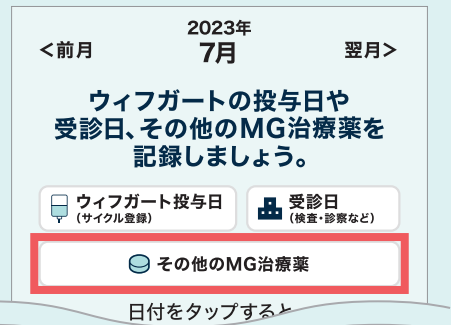 2023年
<前月 7月 翌月>
ウィフガートの投与日や
受診日、その他のMG治療薬を
記録しましょう。
ウィフガート投与日 受診日
(サイクル登録) (検査・診察など)
その他のMG治療薬
日付をタップすると